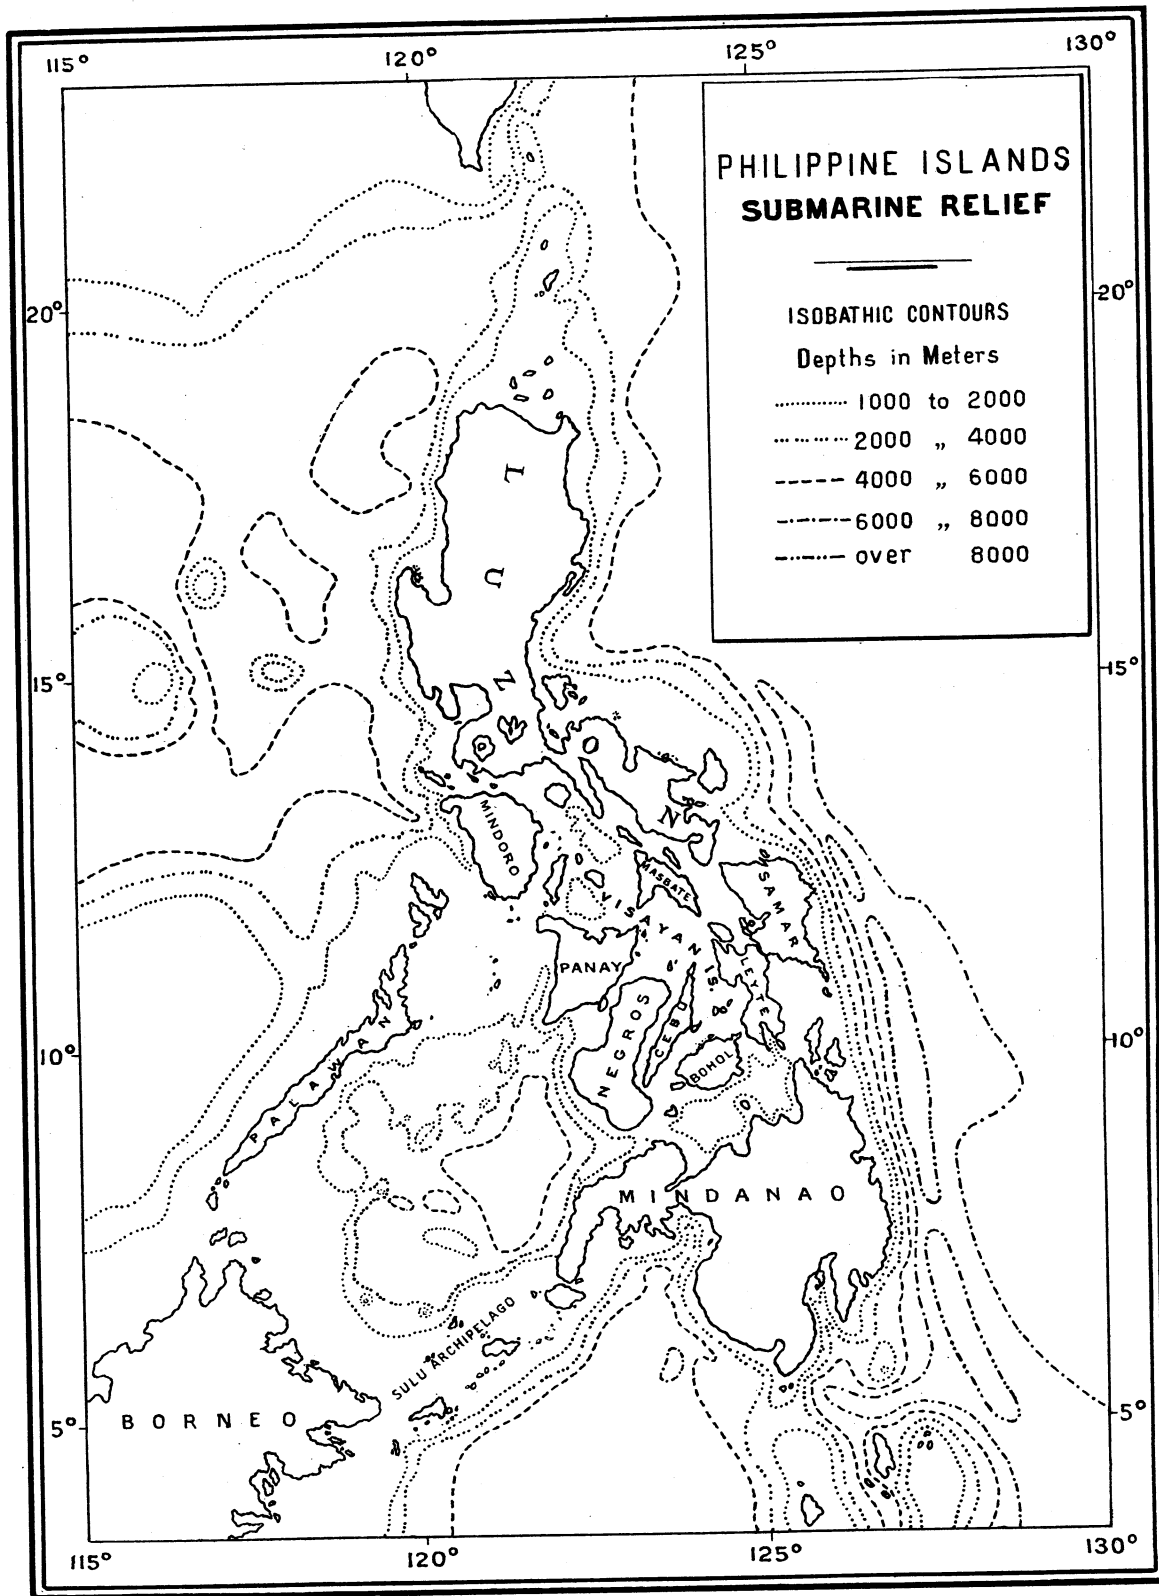 115° 120° 125° 130°
PHILIPPINE ISLANDS
SUBMARINE RELIEF
ISOBATHIC CONTOURS
Depths in Meters
1000 to 2000
2000 „ 4000
4000 „ 6000
6000 „ 8000
over 8000
20° 20°
15° 15°
10° 10°
5° 5°
LUZON
MINDORO
MASBATE
SAMAR
VISAYAN IS.
PANAY
LEYTE
NEGROS
CEBU
BOHOL
PALAWAN
MINDANAO
SULU ARCHIPELAGO
BORNEO
115° 120° 125° 130°